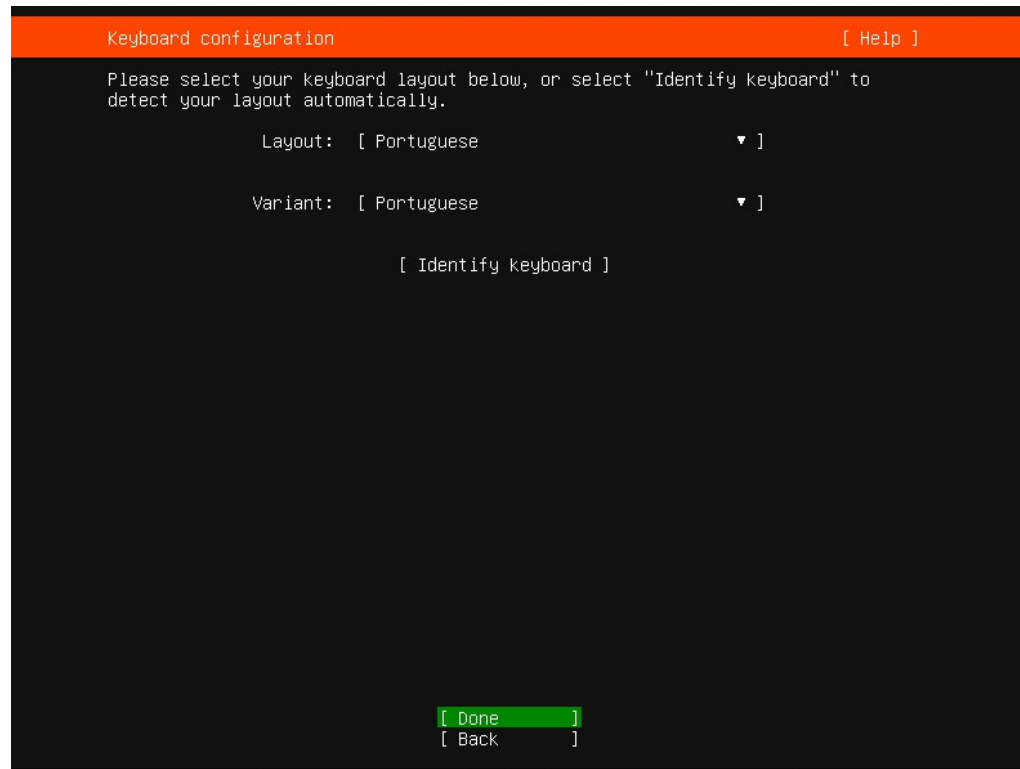 Keyboard configuration [ Help ]
Please select your keyboard layout below, or select "Identify keyboard" to
detect your layout automatically.
Layout: [ Portuguese ▾ ]
Variant: [ Portuguese ▾ ]
[ Identify keyboard ]
[ Done ]
[ Back ]